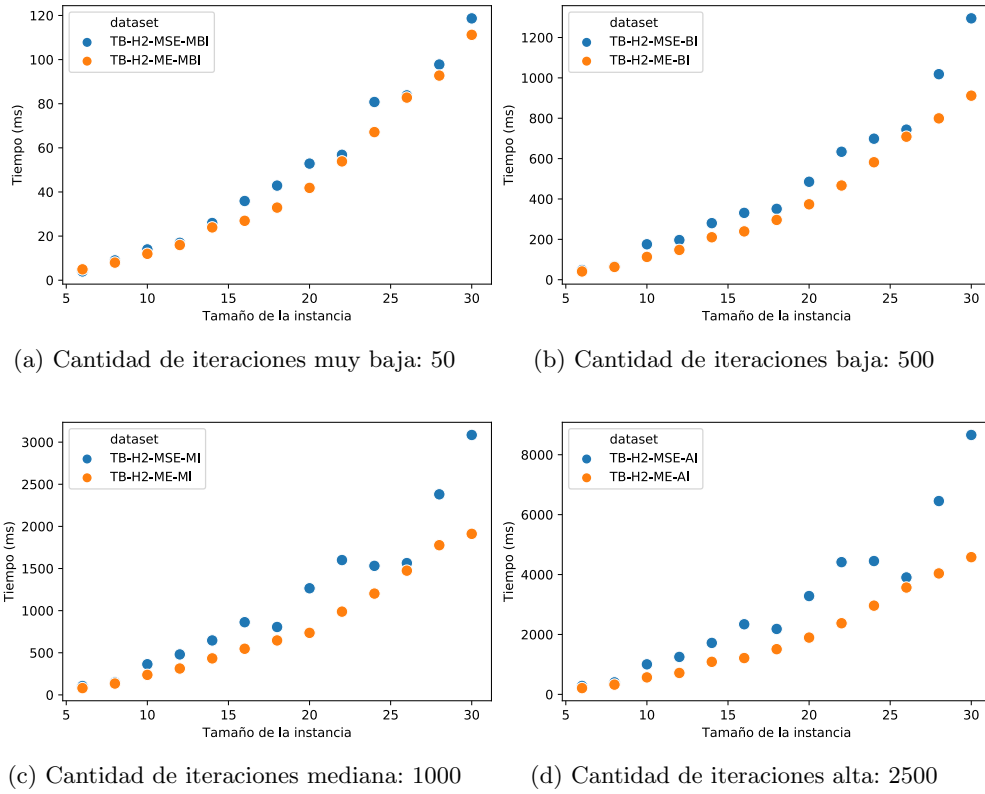 dataset
TB-H2-MSE-MBI
TB-H2-ME-MBI
120
100
80
60
40
20
0
Tiempo (ms)
5 10 15 20 25 30
Tamaño de la instancia
(a) Cantidad de iteraciones muy baja: 50
dataset
TB-H2-MSE-BI
TB-H2-ME-BI
1200
1000
800
600
400
200
0
Tiempo (ms)
5 10 15 20 25 30
Tamaño de la instancia
(b) Cantidad de iteraciones baja: 500
dataset
TB-H2-MSE-MI
TB-H2-ME-MI
3000
2500
2000
1500
1000
500
0
Tiempo (ms)
5 10 15 20 25 30
Tamaño de la instancia
(c) Cantidad de iteraciones mediana: 1000
dataset
TB-H2-MSE-AI
TB-H2-ME-AI
8000
6000
4000
2000
0
Tiempo (ms)
5 10 15 20 25 30
Tamaño de la instancia
(d) Cantidad de iteraciones alta: 2500